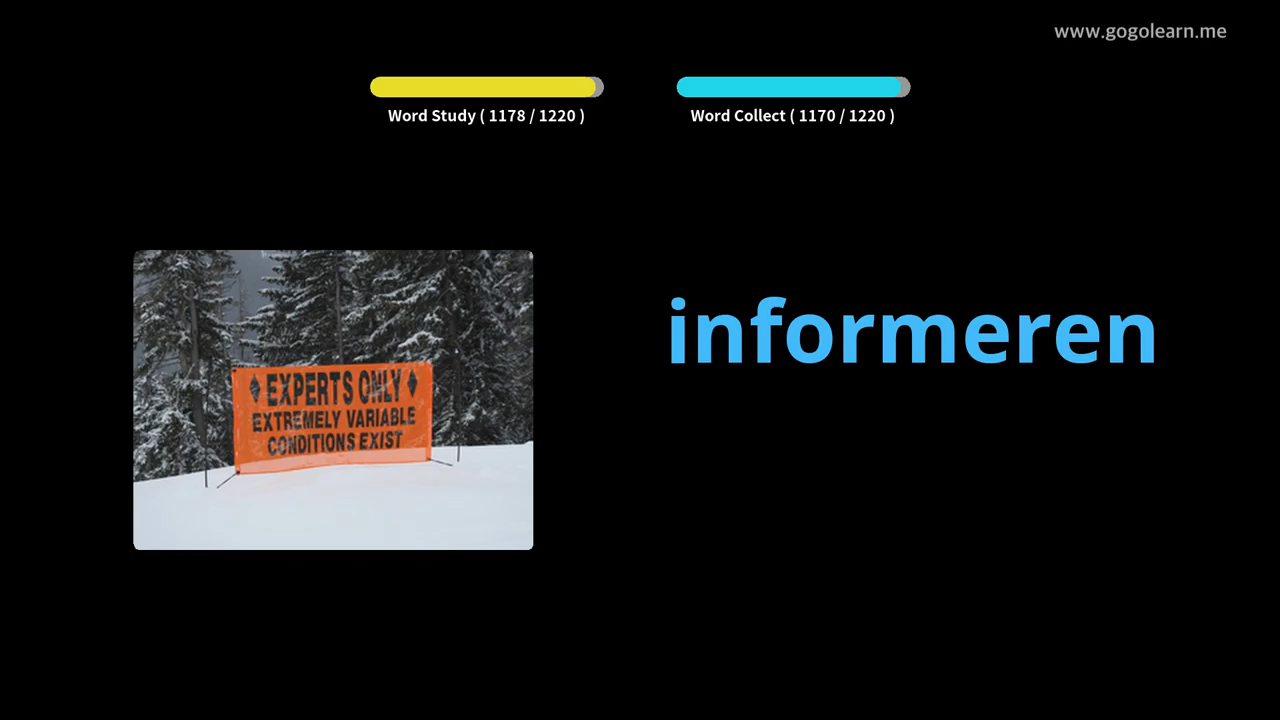 www.gogolearn.me
Word Study ( 1178 / 1220 )
Word Collect ( 1170 / 1220 )
EXPERTS ONLY
EXTREMELY VARIABLE
CONDITIONS EXIST
informeren